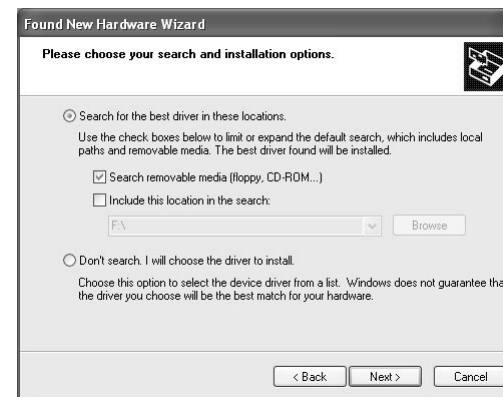 Found New Hardware Wizard
Please choose your search and installation options.
Search for the best driver in these locations.
Use the check boxes below to limit or expand the default search, which includes local
paths and removable media. The best driver found will be installed.
Search removable media (floppy, CD-ROM...)
Include this location in the search:
F:\
Browse
Don't search. I will choose the driver to install.
Choose this option to select the device driver from a list. Windows does not guarantee tha
the driver you choose will be the best match for your hardware.
< Back
Next >
Cancel